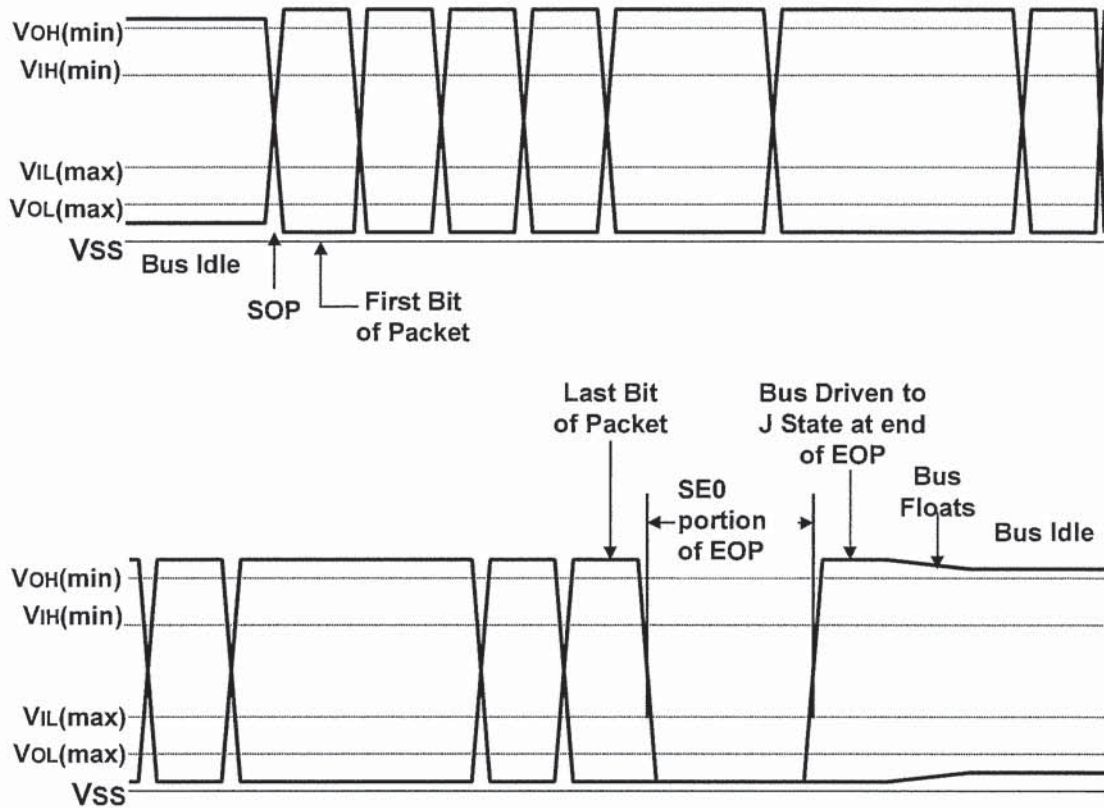 VOH(min)
VIH(min)
VIL(max)
VOL(max)
VSS
Bus Idle
SOP
First Bit
of Packet
Last Bit
of Packet
Bus Driven to
J State at end
of EOP
SE0
portion
of EOP
Bus
Floats
Bus Idle
VOH(min)
VIH(min)
VIL(max)
VOL(max)
VSS